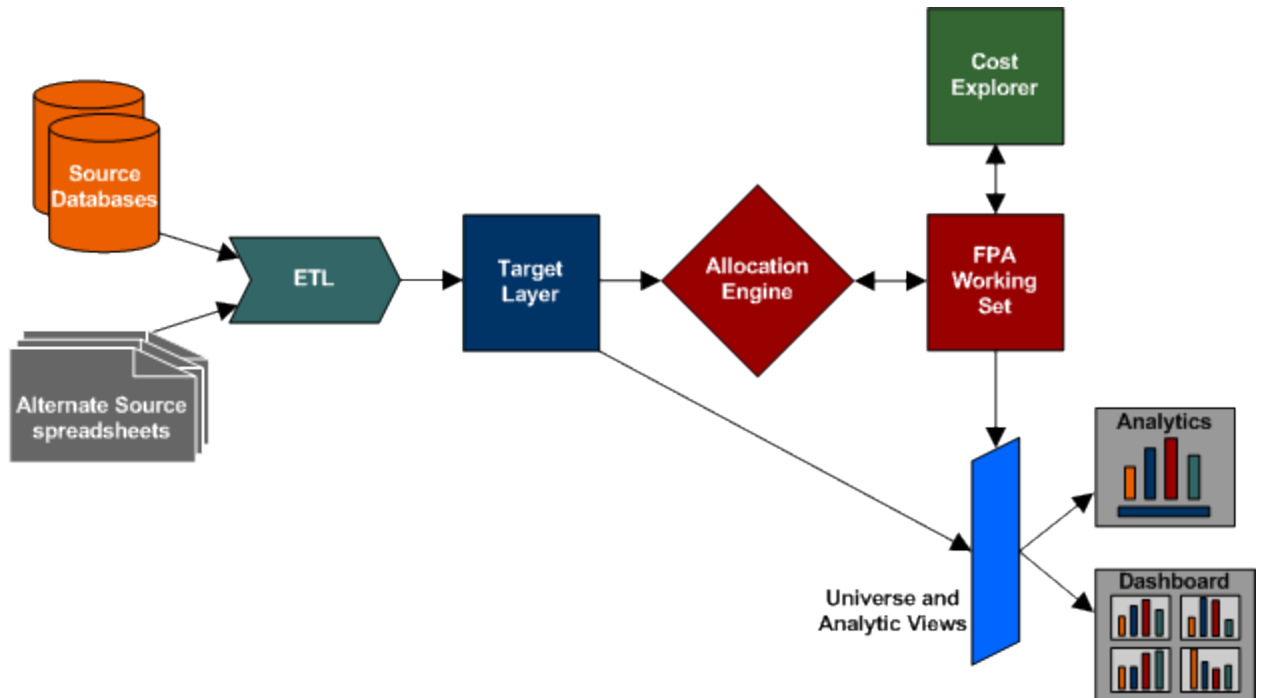 Cost
Explorer
Source
Databases
ETL
Target
Layer
Allocation
Engine
FPA
Working
Set
Alternate Source
spreadsheets
Analytics
Universe and
Analytic Views
Dashboard